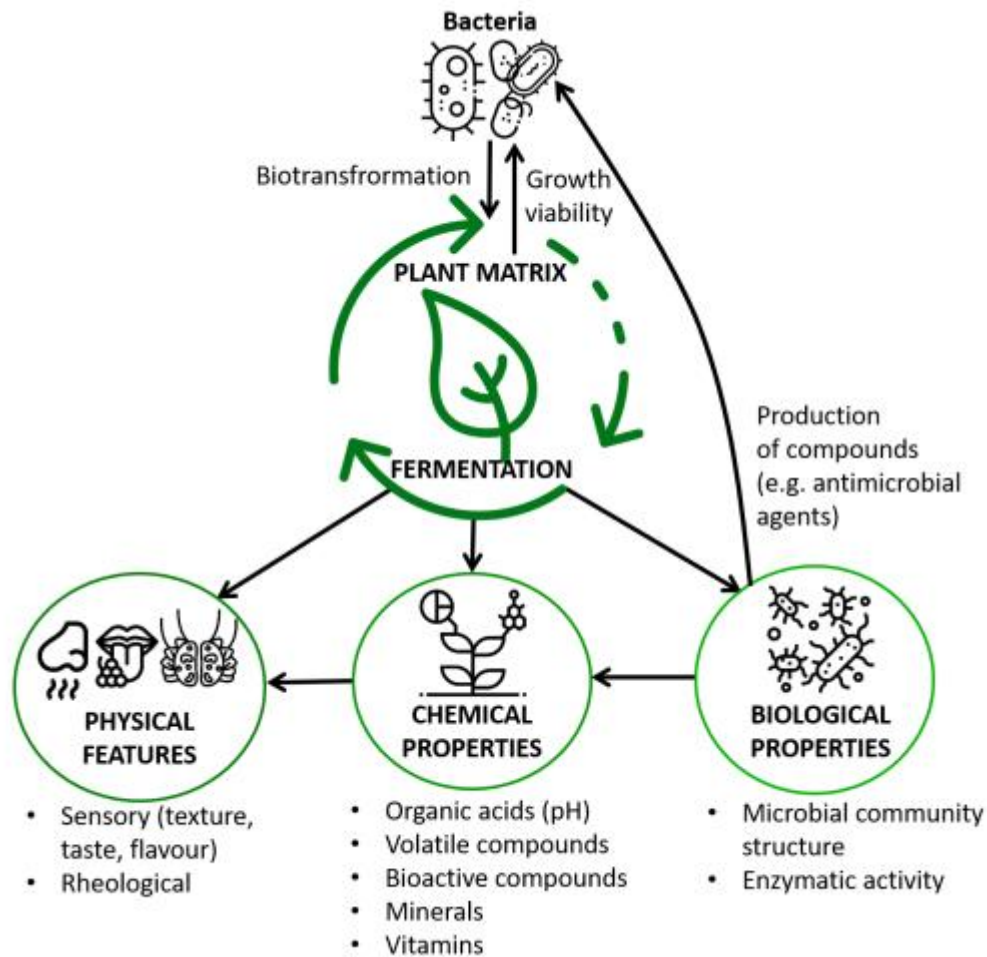 Bacteria
Biotransfrormation
Growth
viability
PLANT MATRIX
FERMENTATION
Production
of compounds
(e.g. antimicrobial
agents)
PHYSICAL
FEATURES
CHEMICAL
PROPERTIES
BIOLOGICAL
PROPERTIES
• Sensory (texture,
taste, flavour)
• Rheological
• Organic acids (pH)
• Volatile compounds
• Bioactive compounds
• Minerals
• Vitamins
• Microbial community
structure
• Enzymatic activity